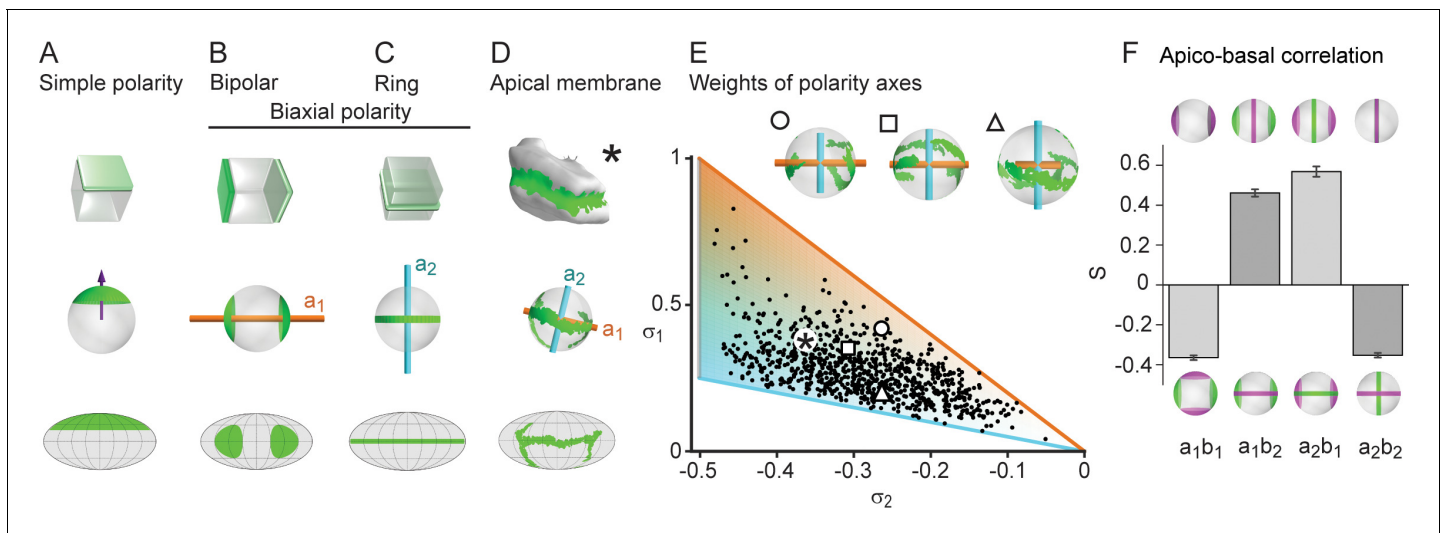 A
Simple polarity
B
Bipolar
C
Ring
Biaxial polarity
D
Apical membrane
*
a₁
a₂
a₂
a₁
E
Weights of polarity axes
1
0.5
0
σ₁
*
-0.5
-0.4
-0.3
-0.2
-0.1
0
σ₂
F Apico-basal correlation
0.6
0.4
0.2
0
-0.2
-0.4
S
a₁b₁
a₁b₂
a₂b₁
a₂b₂